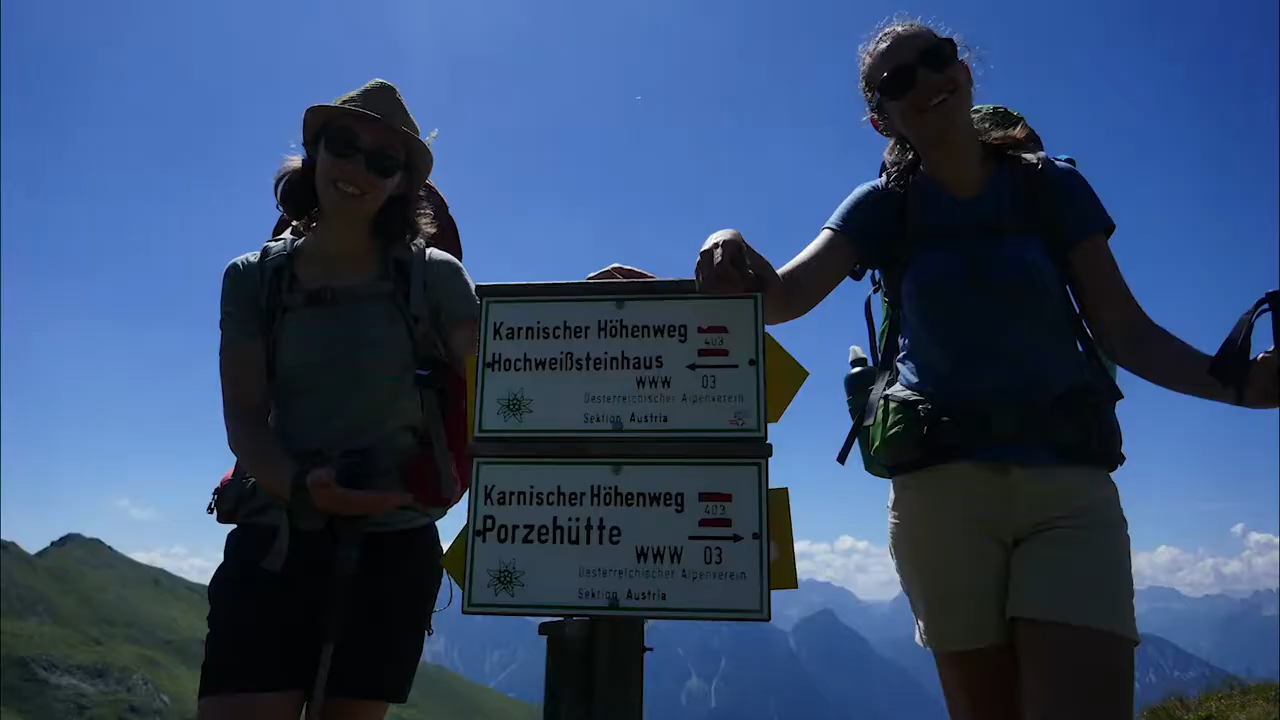 Karnischer Höhenweg
403
Hochweißsteinhaus
WWW 03
Oesterreichischer Alpenverein
Sektion Austria
Karnischer Höhenweg
403
Porzehütte
WWW 03
Oesterreichischer Alpenverein
Sektion Austria